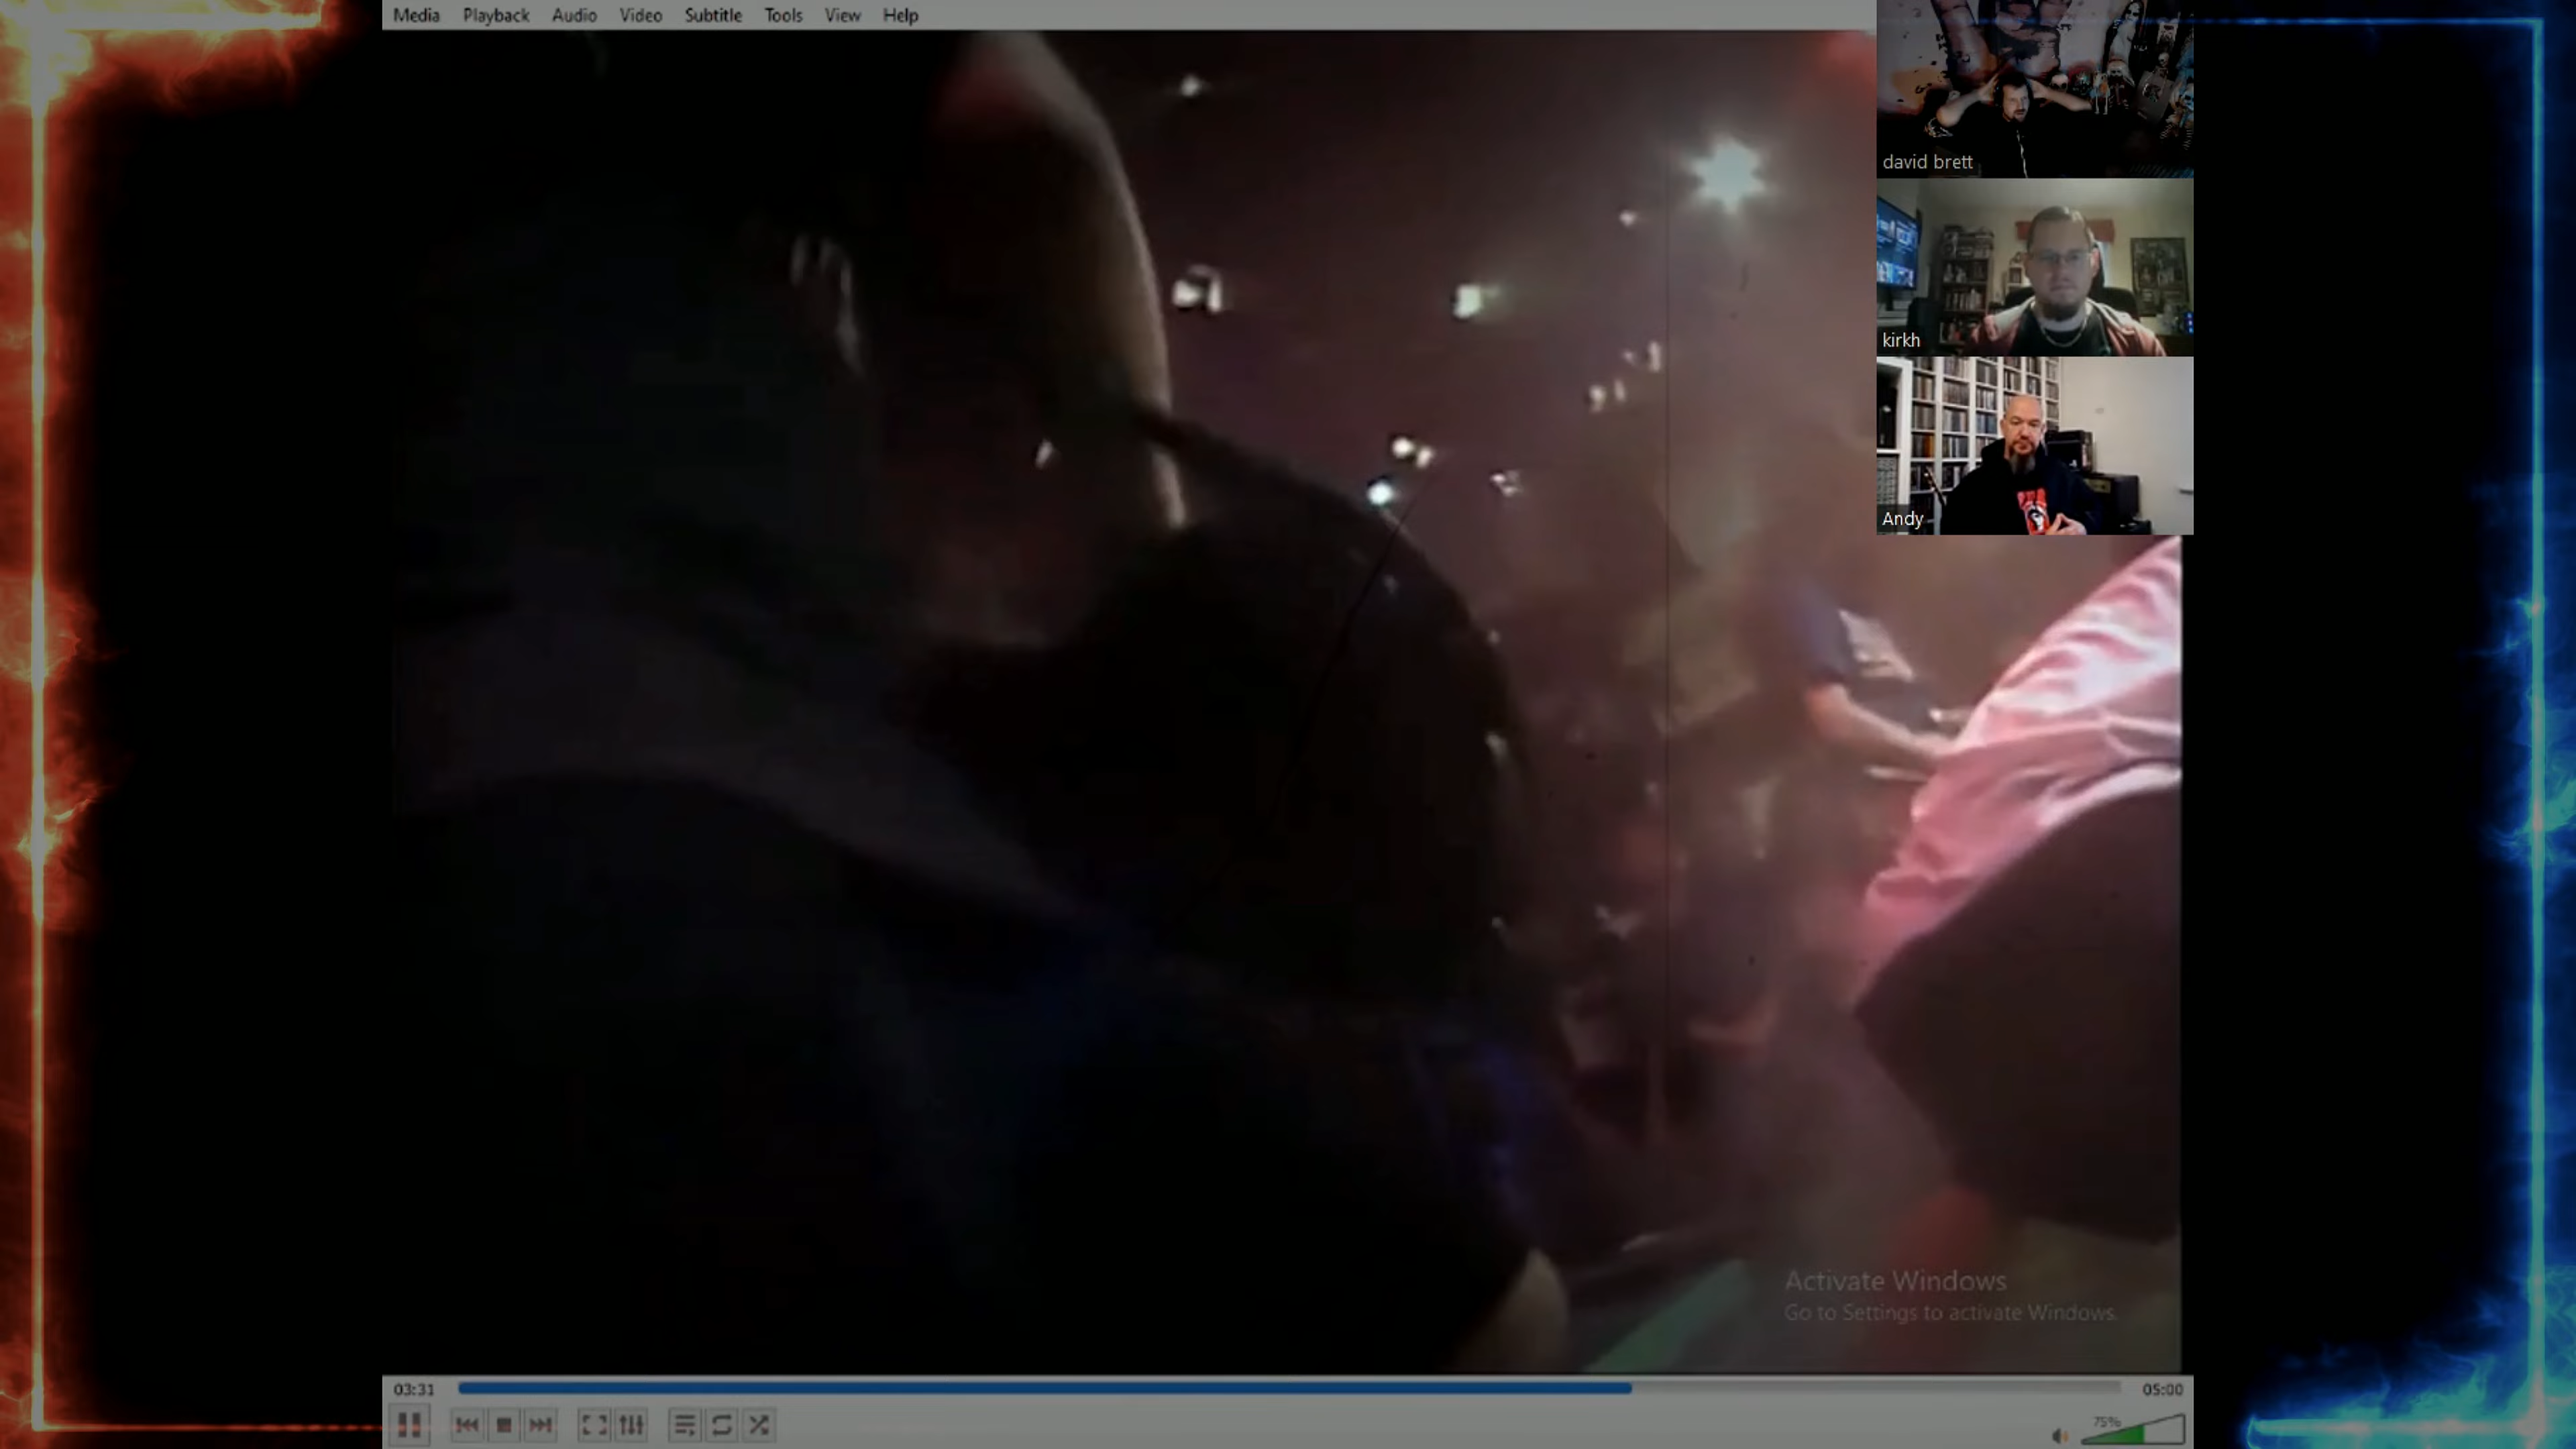 Media Playback Audio Video Subtitle Tools View Help
david brett
kirkh
Andy
Activate Windows
Go to Settings to activate Windows.
03:31
05:00
75%